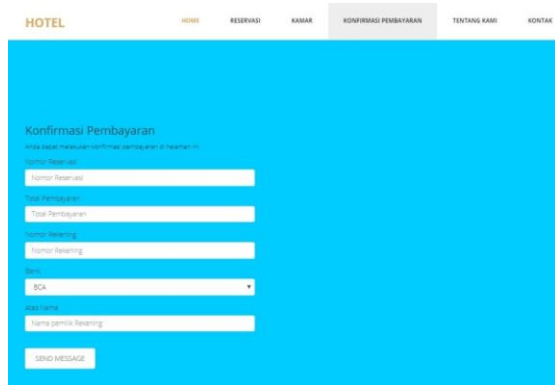 HOTEL
HOME RESERVASI KAMAR KONFIRMASI PEMBAYARAN TENTANG KAMI KONTAK
Konfirmasi Pembayaran
Anda dapat melakukan konfirmasi pembayaran di halaman ini
Nomor Reservasi
Nomor Reservasi
Total Pembayaran
Total Pembayaran
Nomor Rekening
Nomor Rekening
Bank
BCA
Atas Nama
Nama pemilik Rekening
SEND MESSAGE